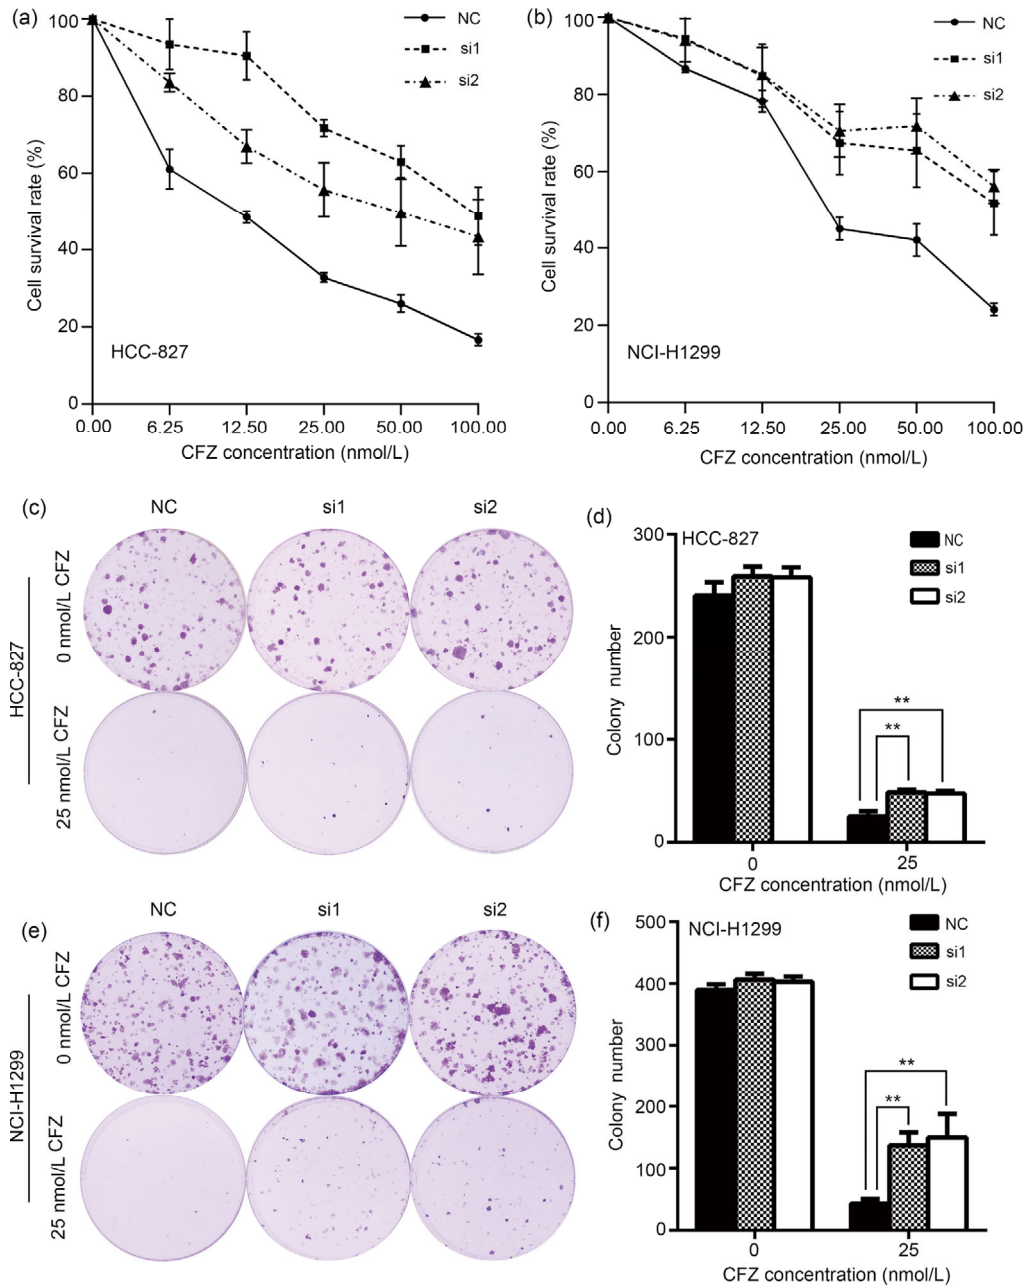 (a)
100
80
60
40
20
0
Cell survival rate (%)
NC
si1
si2
HCC-827
0.00 6.25 12.50 25.00 50.00 100.00
CFZ concentration (nmol/L)
(b)
100
80
60
40
20
0
Cell survival rate (%)
NC
si1
si2
NCI-H1299
0.00 6.25 12.50 25.00 50.00 100.00
CFZ concentration (nmol/L)
(c)
NC si1 si2
HCC-827
0 nmol/L CFZ
25 nmol/L CFZ
(d)
300
200
100
0
Colony number
HCC-827
NC
si1
si2
**
**
0 25
CFZ concentration (nmol/L)
(e)
NC si1 si2
NCI-H1299
0 nmol/L CFZ
25 nmol/L CFZ
(f)
500
400
300
200
100
0
Colony number
NCI-H1299
NC
si1
si2
**
**
0 25
CFZ concentration (nmol/L)